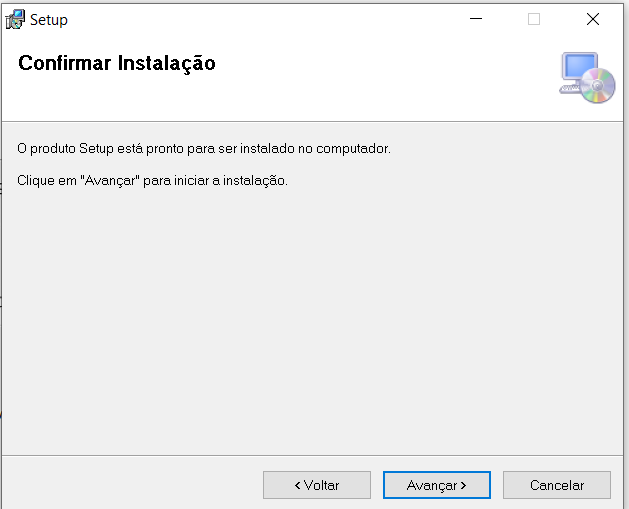 Setup
Confirmar Instalação
O produto Setup está pronto para ser instalado no computador.
Clique em "Avançar" para iniciar a instalação.
< Voltar
Avançar >
Cancelar